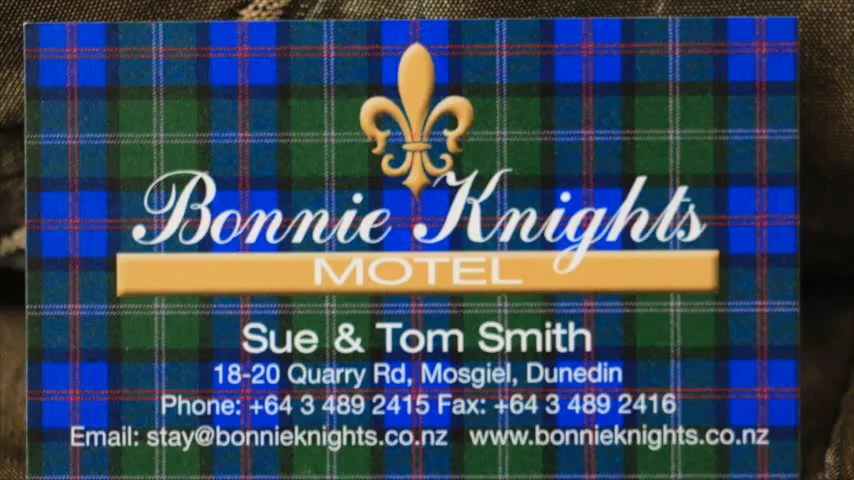 Bonnie Knights
MOTEL
Sue & Tom Smith
18-20 Quarry Rd, Mosgiel, Dunedin
Phone: +64 3 489 2415 Fax: +64 3 489 2416
Email: stay@bonnieknights.co.nz www.bonnieknights.co.nz